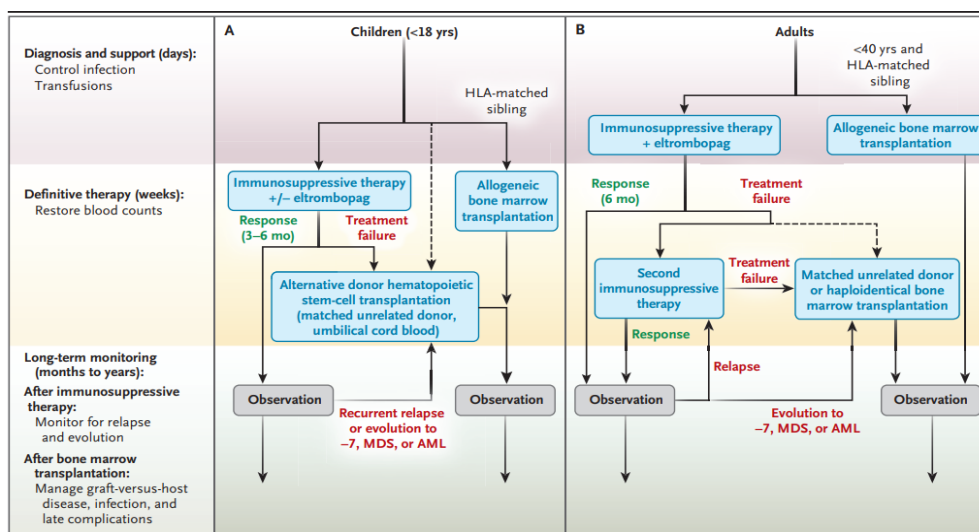 Diagnosis and support (days):
Control infection
Transfusions
Definitive therapy (weeks):
Restore blood counts
Long-term monitoring
(months to years):
After immunosuppressive
therapy:
Monitor for relapse
and evolution
After bone marrow
transplantation:
Manage graft-versus-host
disease, infection, and
late complications
A
Children (<18 yrs)
HLA-matched
sibling
Immunosuppressive therapy
+/– eltrombopag
Allogeneic
bone marrow
transplantation
Response
(3–6 mo)
Treatment
failure
Alternative donor hematopoietic
stem-cell transplantation
(matched unrelated donor,
umbilical cord blood)
Observation
Recurrent relapse
or evolution to
–7, MDS, or AML
Observation
B
Adults
<40 yrs and
HLA-matched
sibling
Immunosuppressive therapy
+ eltrombopag
Allogeneic bone marrow
transplantation
Response
(6 mo)
Treatment
failure
Second
immunosuppressive
therapy
Treatment
failure
Matched unrelated donor
or haploidentical bone
marrow transplantation
Response
Relapse
Observation
Evolution to
–7, MDS, or AML
Observation